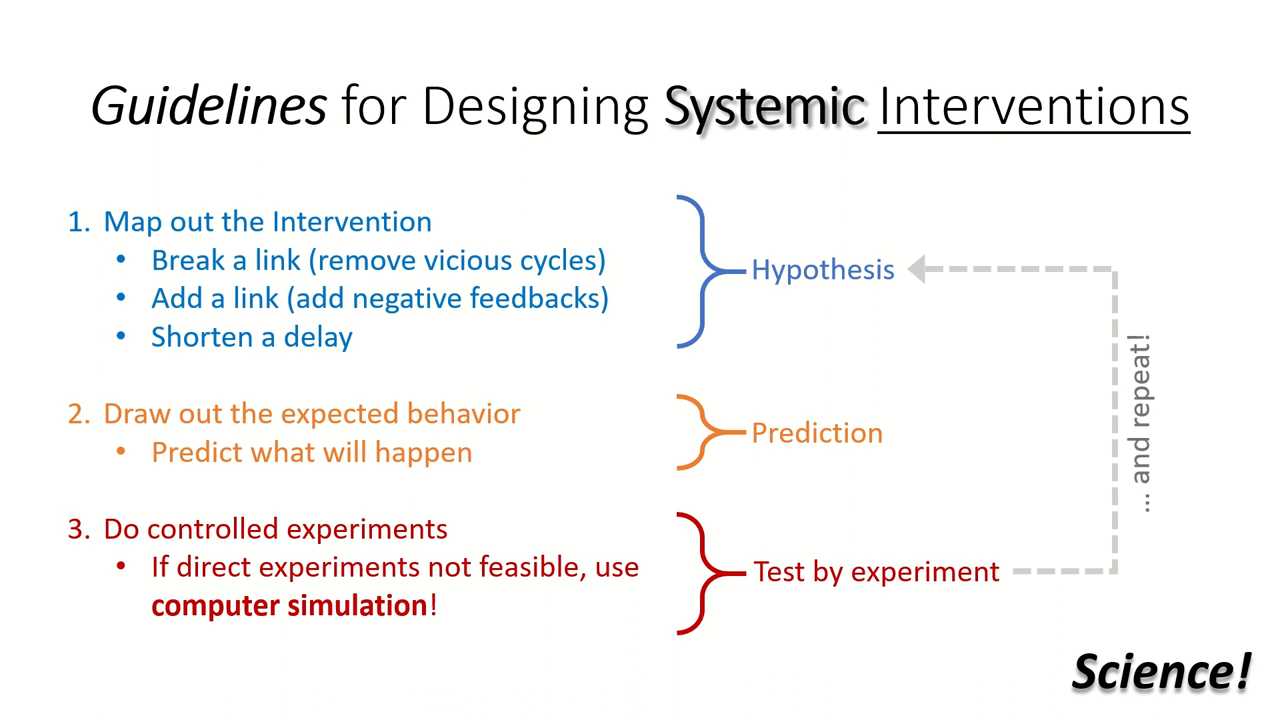 Guidelines for Designing Systemic Interventions
1. Map out the Intervention
• Break a link (remove vicious cycles)
• Add a link (add negative feedbacks)
• Shorten a delay
Hypothesis
2. Draw out the expected behavior
• Predict what will happen
Prediction
3. Do controlled experiments
• If direct experiments not feasible, use
computer simulation!
Test by experiment
... and repeat!
Science!